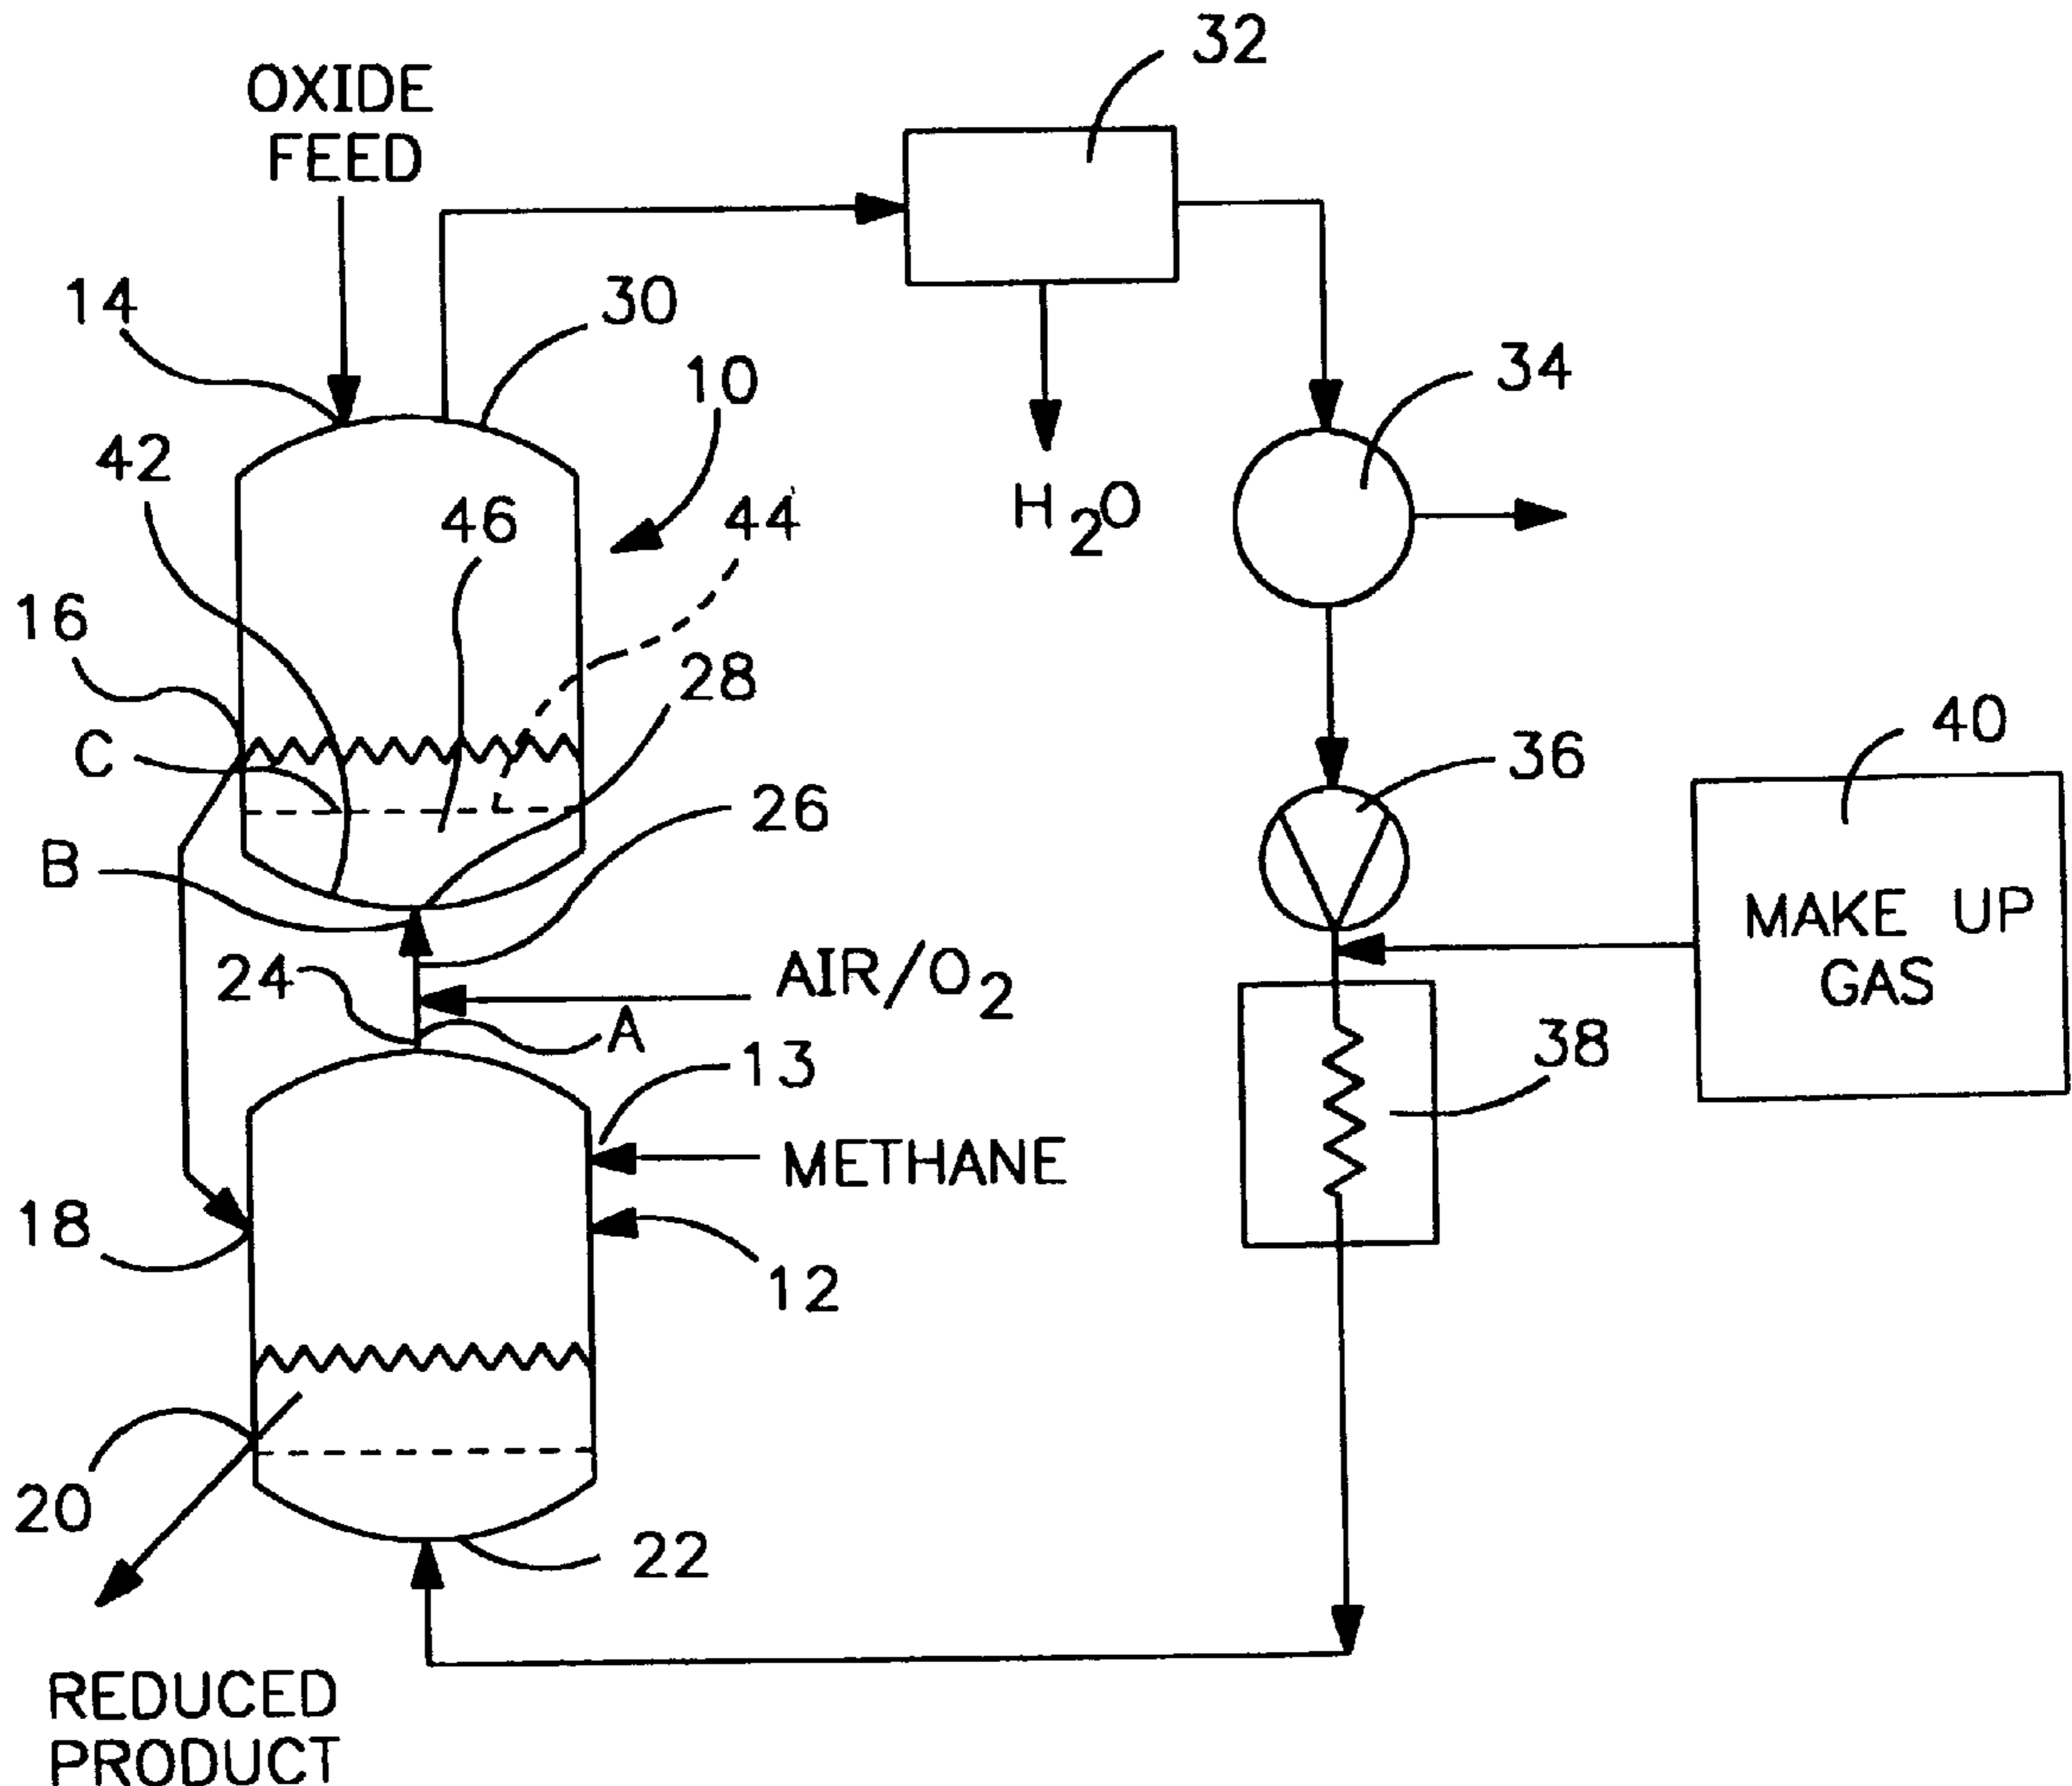 32
OXIDE
FEED
14
30
10
34
42
46
44
H2O
16
28
C
40
36
26
B
MAKE UP
GAS
24
AIR/O2
A
13
38
METHANE
18
12
20
22
REDUCED
PRODUCT